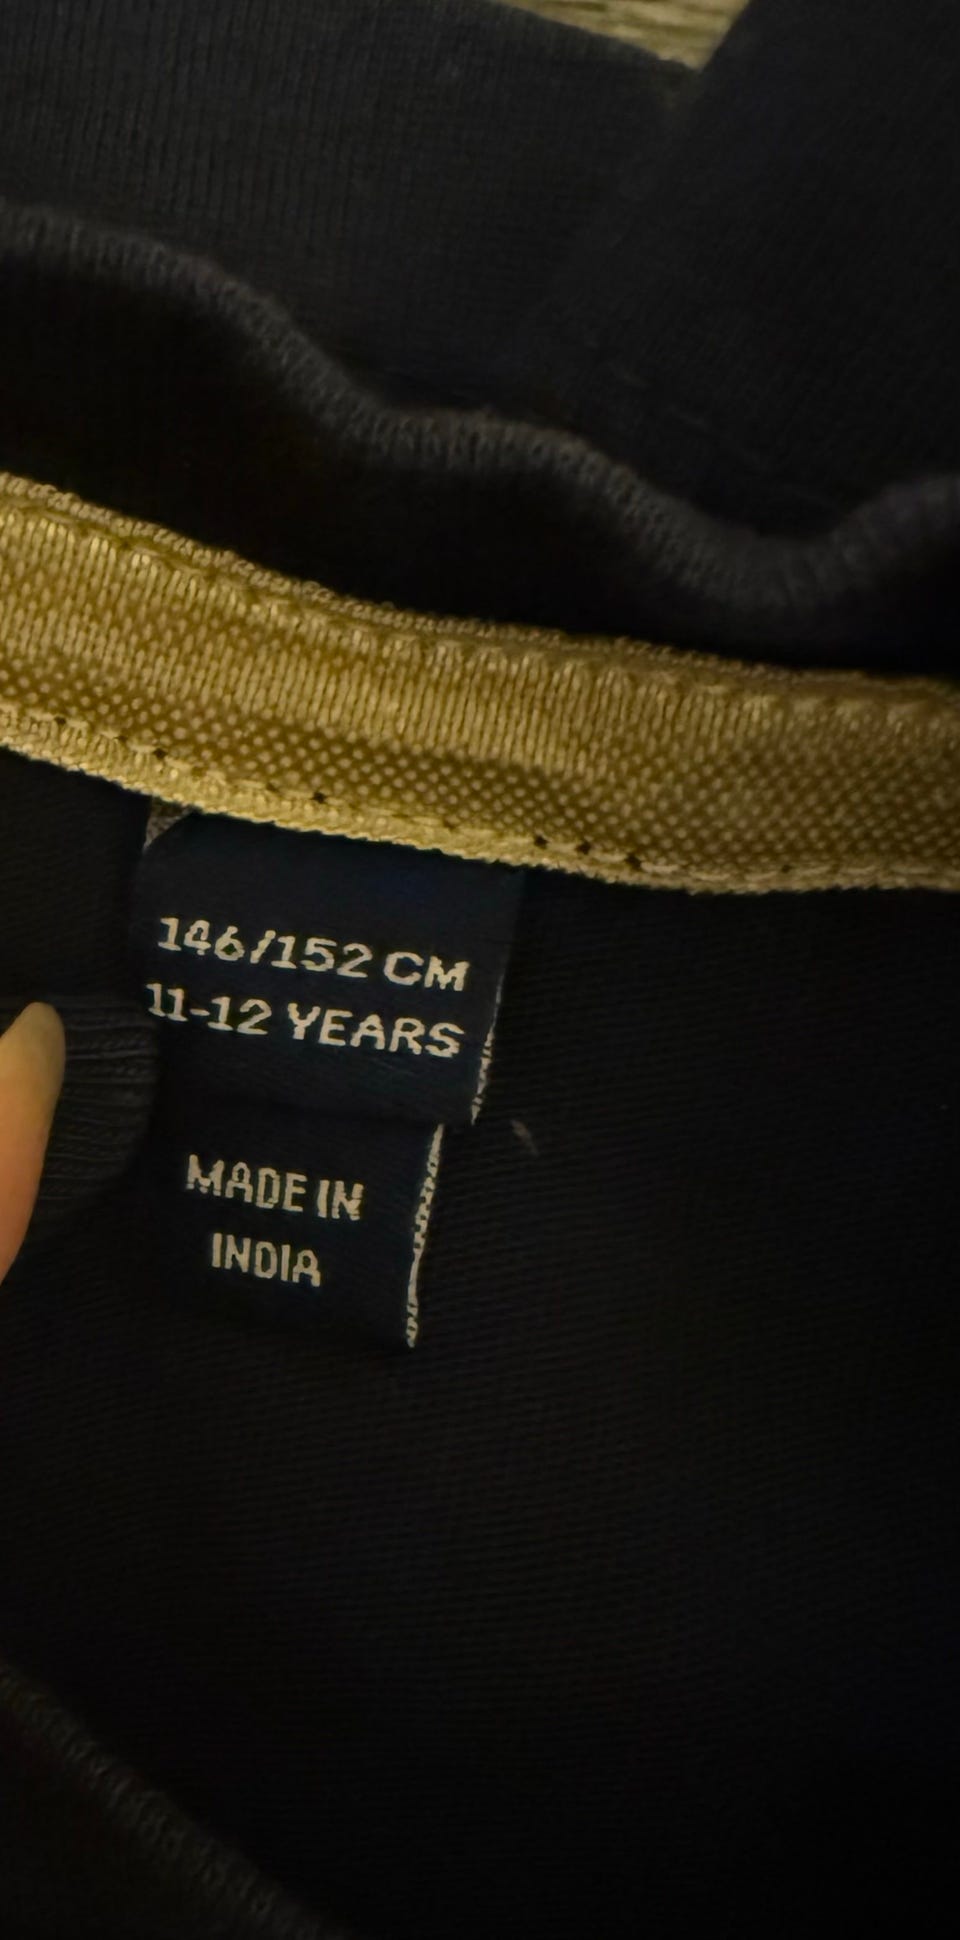 146/152 CM
11-12 YEARS
MADE IN
INDIA